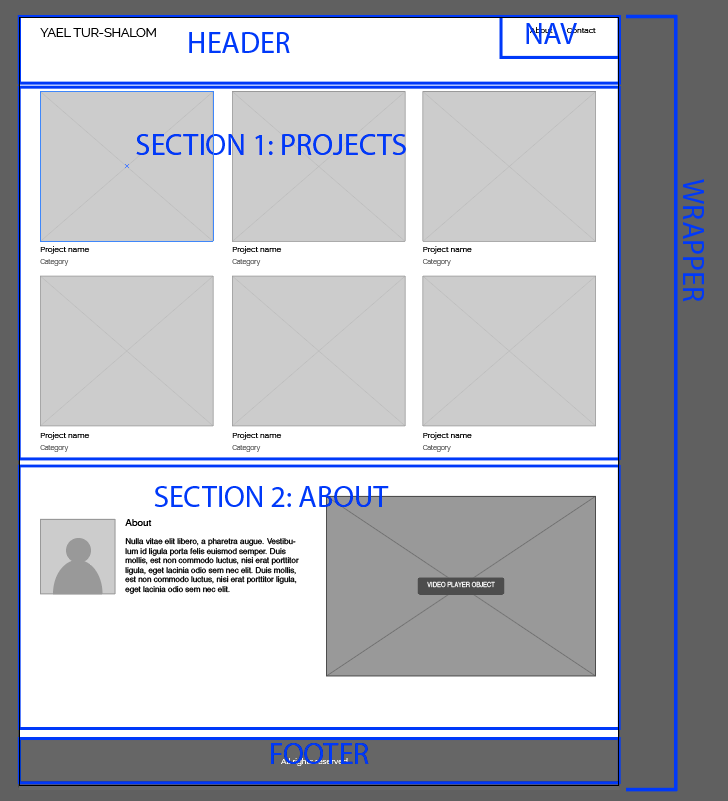 YAEL TUR-SHALOM
HEADER
NAV
About Contact
SECTION 1: PROJECTS
Project name
Category
Project name
Category
Project name
Category
Project name
Category
Project name
Category
Project name
Category
WRAPPER
SECTION 2: ABOUT
About
Nulla vitae elit libero, a pharetra augue. Vestibu-
lum id ligula porta felis euismod semper. Duis
mollis, est non commodo luctus, nisi erat porttitor
ligula, eget lacinia odio sem nec elit. Duis mollis,
est non commodo luctus, nisi erat porttitor ligula,
eget lacinia odio sem nec elit.
VIDEO PLAYER OBJECT
FOOTER
All rights reserved